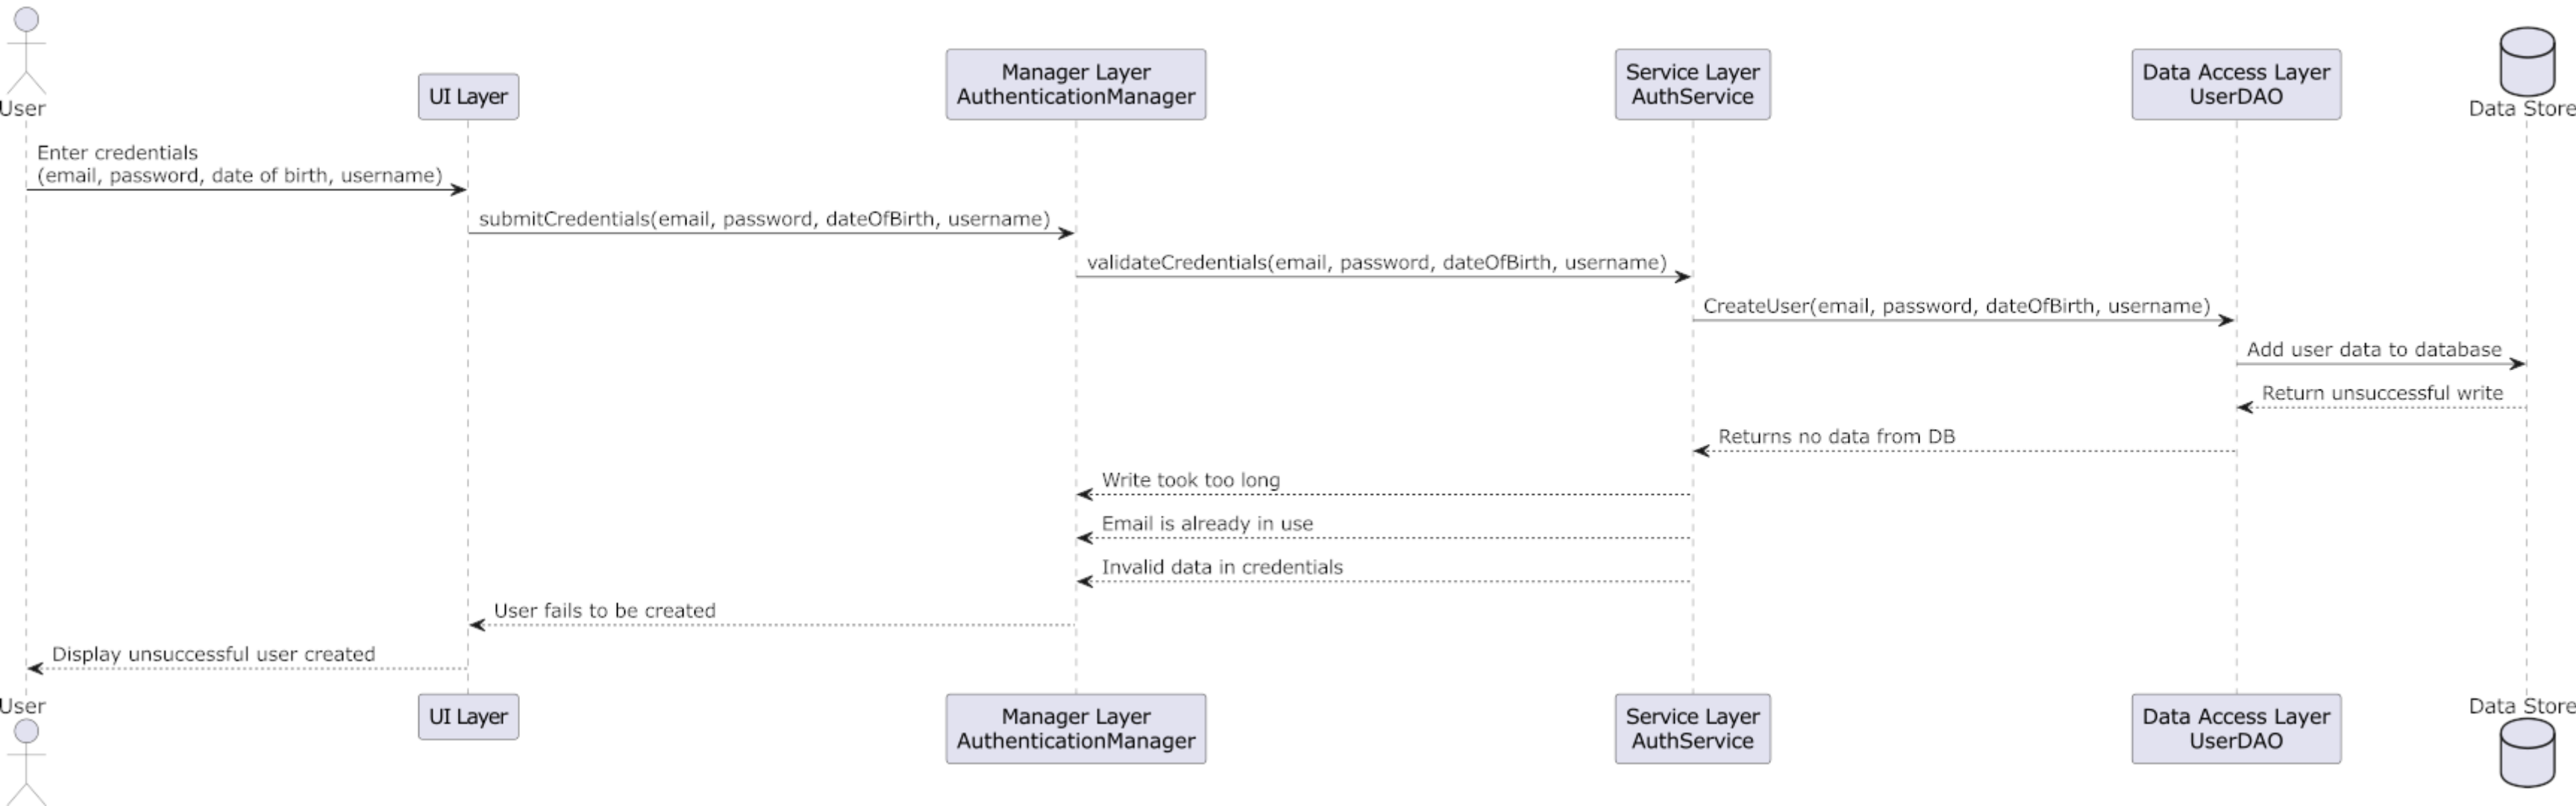 User
UI Layer
Manager Layer
AuthenticationManager
Service Layer
AuthService
Data Access Layer
UserDAO
Data Store
Enter credentials
(email, password, date of birth, username)
submitCredentials(email, password, dateOfBirth, username)
validateCredentials(email, password, dateOfBirth, username)
CreateUser(email, password, dateOfBirth, username)
Add user data to database
Return unsuccessful write
Returns no data from DB
Write took too long
Email is already in use
Invalid data in credentials
User fails to be created
Display unsuccessful user created
User
UI Layer
Manager Layer
AuthenticationManager
Service Layer
AuthService
Data Access Layer
UserDAO
Data Store